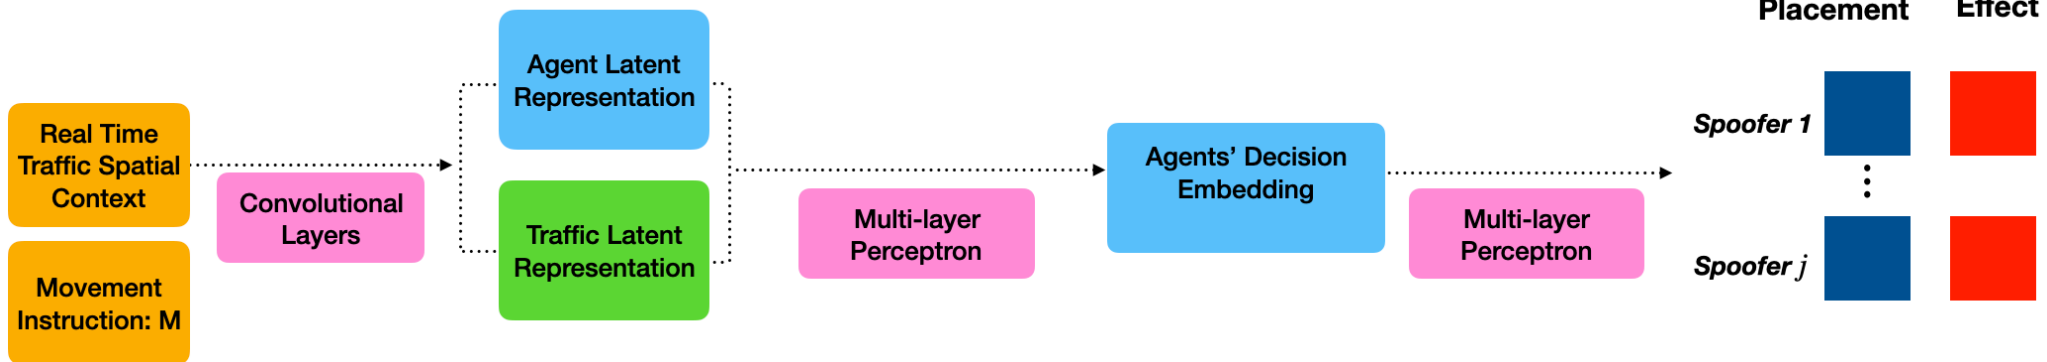 Real Time
Traffic Spatial
Context
Movement
Instruction: M
Convolutional
Layers
Agent Latent
Representation
Traffic Latent
Representation
Multi-layer
Perceptron
Agents’ Decision
Embedding
Multi-layer
Perceptron
Placement Effect
Spoofer 1
Spoofer j